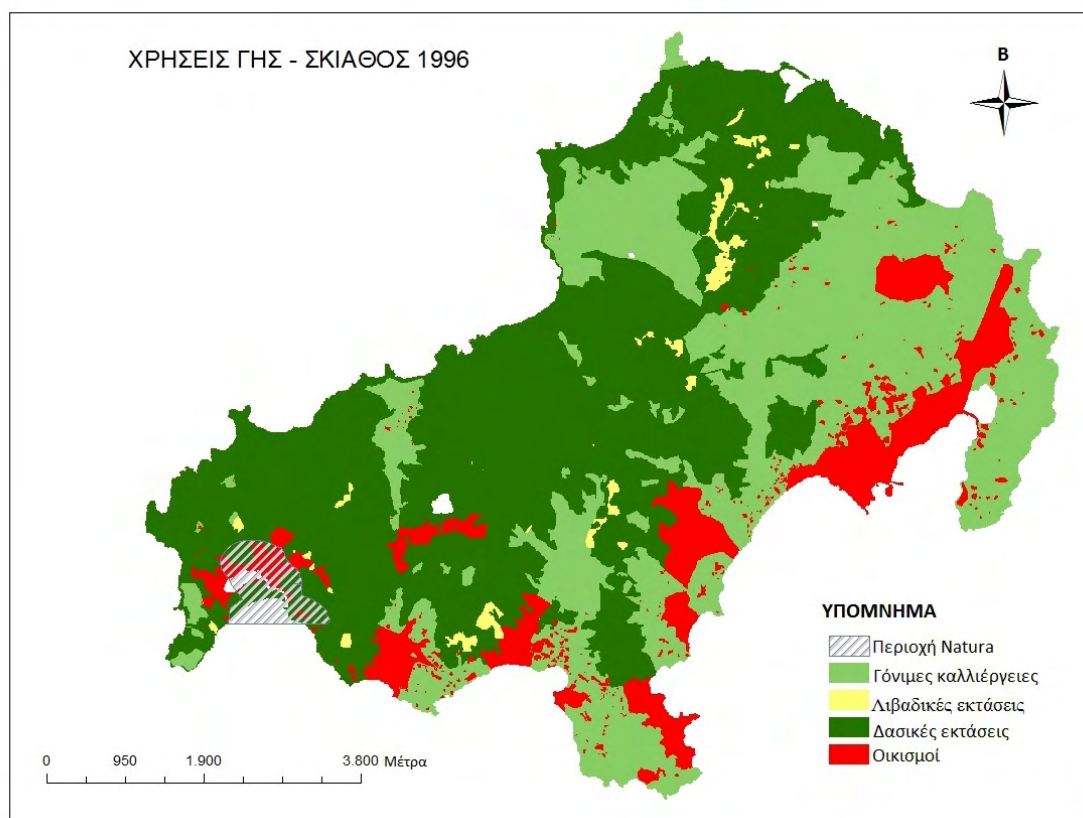 ΧΡΗΣΕΙΣ ΓΗΣ - ΣΚΙΑΘΟΣ 1996
Β
ΥΠΟΜΝΗΜΑ
Περιοχή Natura
Γόνιμες καλλιέργειες
Λιβαδικές εκτάσεις
Δασικές εκτάσεις
Οικισμοί
0 950 1.900 3.800 Μέτρα